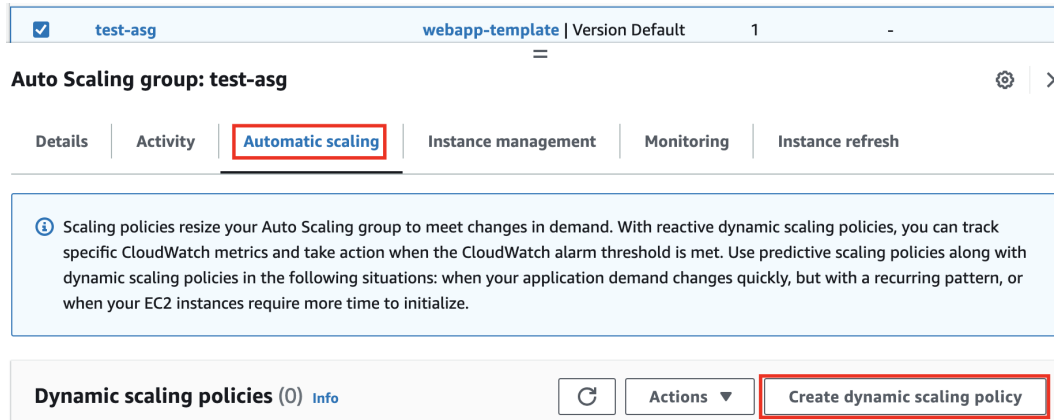 test-asg webapp-template | Version Default 1 -
Auto Scaling group: test-asg
Details Activity Automatic scaling Instance management Monitoring Instance refresh
Scaling policies resize your Auto Scaling group to meet changes in demand. With reactive dynamic scaling policies, you can track
specific CloudWatch metrics and take action when the CloudWatch alarm threshold is met. Use predictive scaling policies along with
dynamic scaling policies in the following situations: when your application demand changes quickly, but with a recurring pattern, or
when your EC2 instances require more time to initialize.
Dynamic scaling policies (0) Info Actions ▼ Create dynamic scaling policy